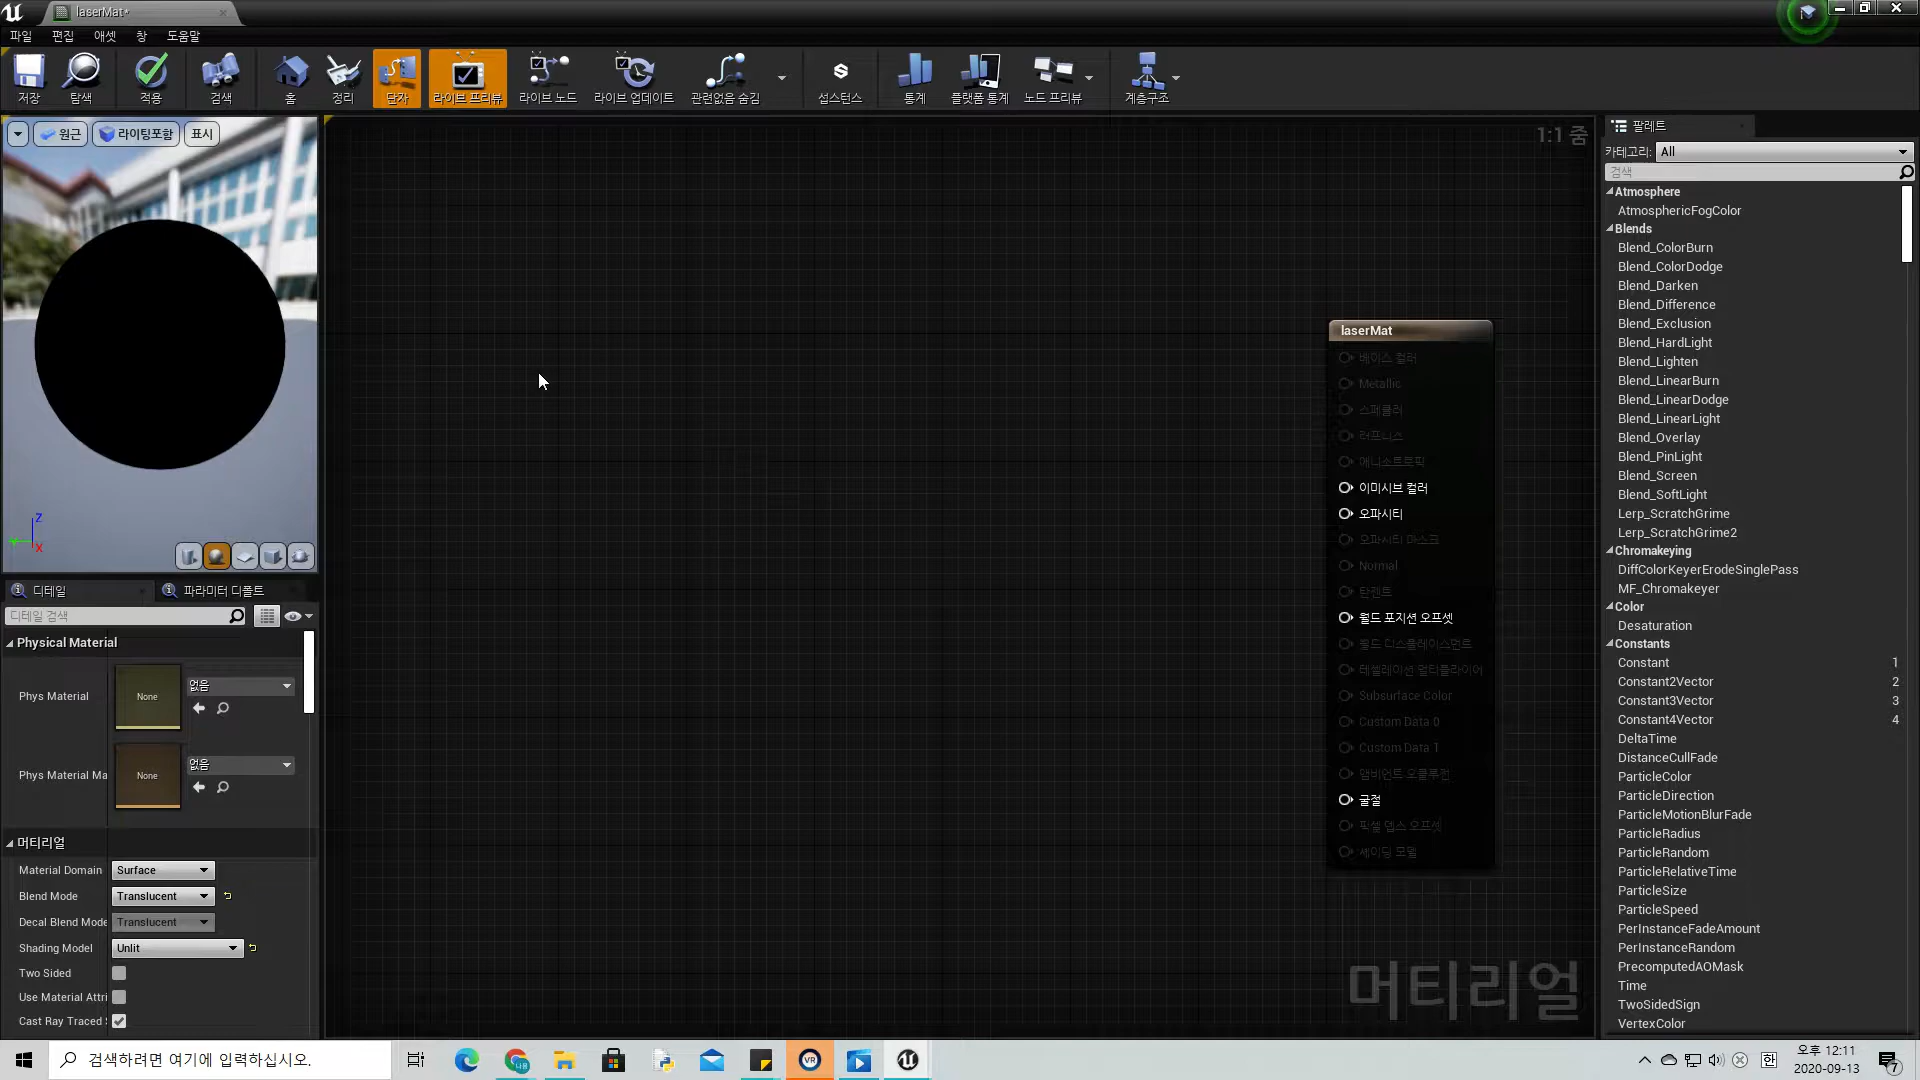 laserMat*
파일 편집 애셋 창 도움말
저장 탐색 적용 검색 홈 정리 단자 라이브 프리뷰 라이브 노드 라이브 업데이트 관련없음 숨김 섭스턴스 통계 플랫폼 통계 노드 프리뷰 계층구조
원근 라이팅포함 표시
Z
X
디테일 파라미터 디폴트
디테일 검색
Physical Material
Phys Material
None
없음
Phys Material Ma
None
없음
머티리얼
Material Domain Surface
Blend Mode Translucent
Decal Blend Mode Translucent
Shading Model Unlit
Two Sided
Use Material Attri
Cast Ray Traced
1:1 줌
laserMat
베이스 컬러
Metallic
스페큘러
러프니스
애니소트로픽
이미시브 컬러
오파시티
오파시티 마스크
Normal
탄젠트
월드 포지션 오프셋
월드 디스플레이스먼트
테셀레이션 멀티플라이어
Subsurface Color
Custom Data 0
Custom Data 1
앰비언트 오클루전
굴절
픽셀 뎁스 오프셋
셰이딩 모델
머티리얼
팔레트
카테고리: All
검색
Atmosphere
AtmosphericFogColor
Blends
Blend_ColorBurn
Blend_ColorDodge
Blend_Darken
Blend_Difference
Blend_Exclusion
Blend_HardLight
Blend_Lighten
Blend_LinearBurn
Blend_LinearDodge
Blend_LinearLight
Blend_Overlay
Blend_PinLight
Blend_Screen
Blend_SoftLight
Lerp_ScratchGrime
Lerp_ScratchGrime2
Chromakeying
DiffColorKeyerErodeSinglePass
MF_Chromakeyer
Color
Desaturation
Constants
Constant 1
Constant2Vector 2
Constant3Vector 3
Constant4Vector 4
DeltaTime
DistanceCullFade
ParticleColor
ParticleDirection
ParticleMotionBlurFade
ParticleRadius
ParticleRandom
ParticleRelativeTime
ParticleSize
ParticleSpeed
PerInstanceFadeAmount
PerInstanceRandom
PrecomputedAOMask
Time
TwoSidedSign
VertexColor
검색하려면 여기에 입력하십시오.
VR
한
오후 12:11
2020-09-13
7